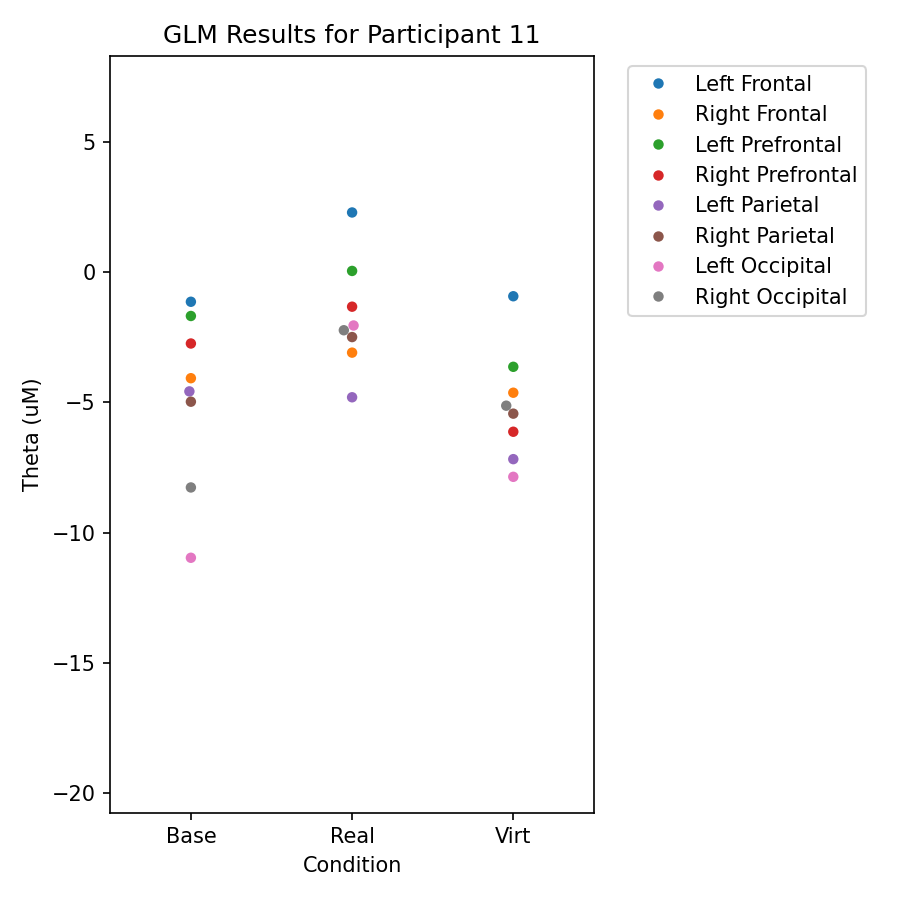 GLM Results for Participant 11
Left Frontal
Right Frontal
Left Prefrontal
Right Prefrontal
Left Parietal
Right Parietal
Left Occipital
Right Occipital
5
0
−5
−10
−15
−20
Theta (uM)
Base Real Virt
Condition